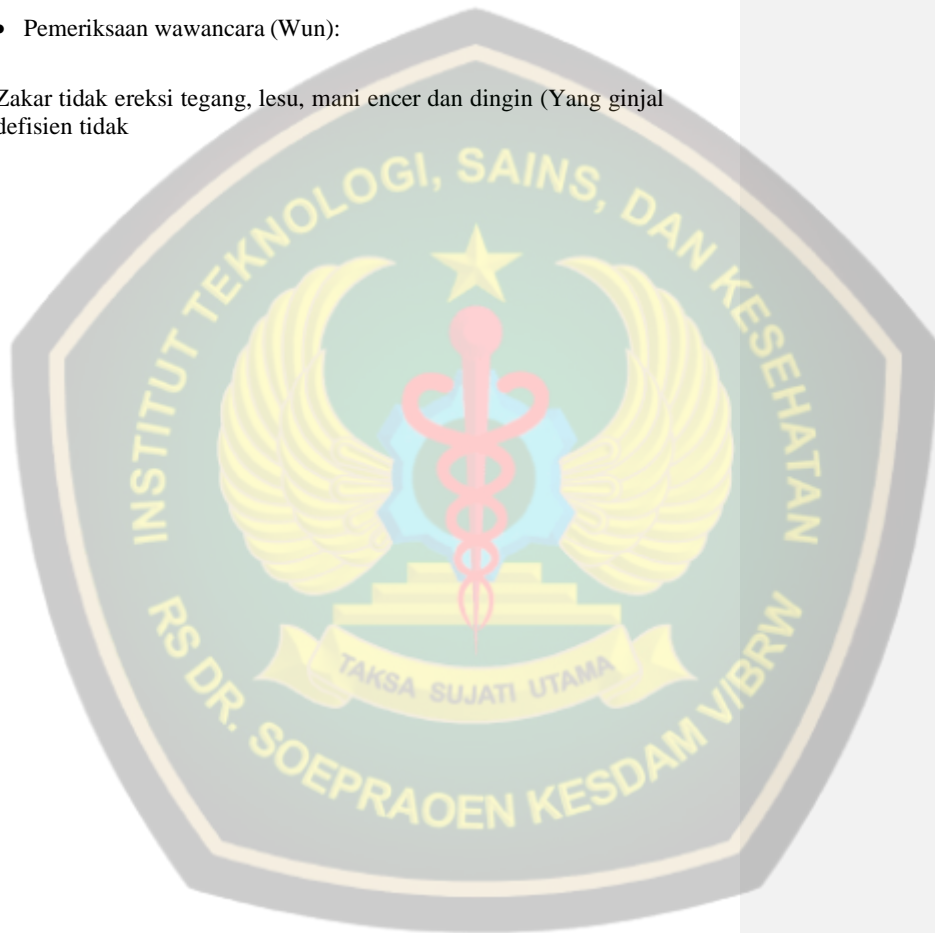 • Pemeriksaan wawancara (Wun):
Zakar tidak ereksi tegang, lesu, mani encer dan dingin (Yang ginjal
defisien tidak
INSTITUT TEKNOLOGI, SAINS, DAN KESEHATAN
TAKSA SUJATI UTAMA
RS DR. SOEPRAOEN KESDAM V/BRW